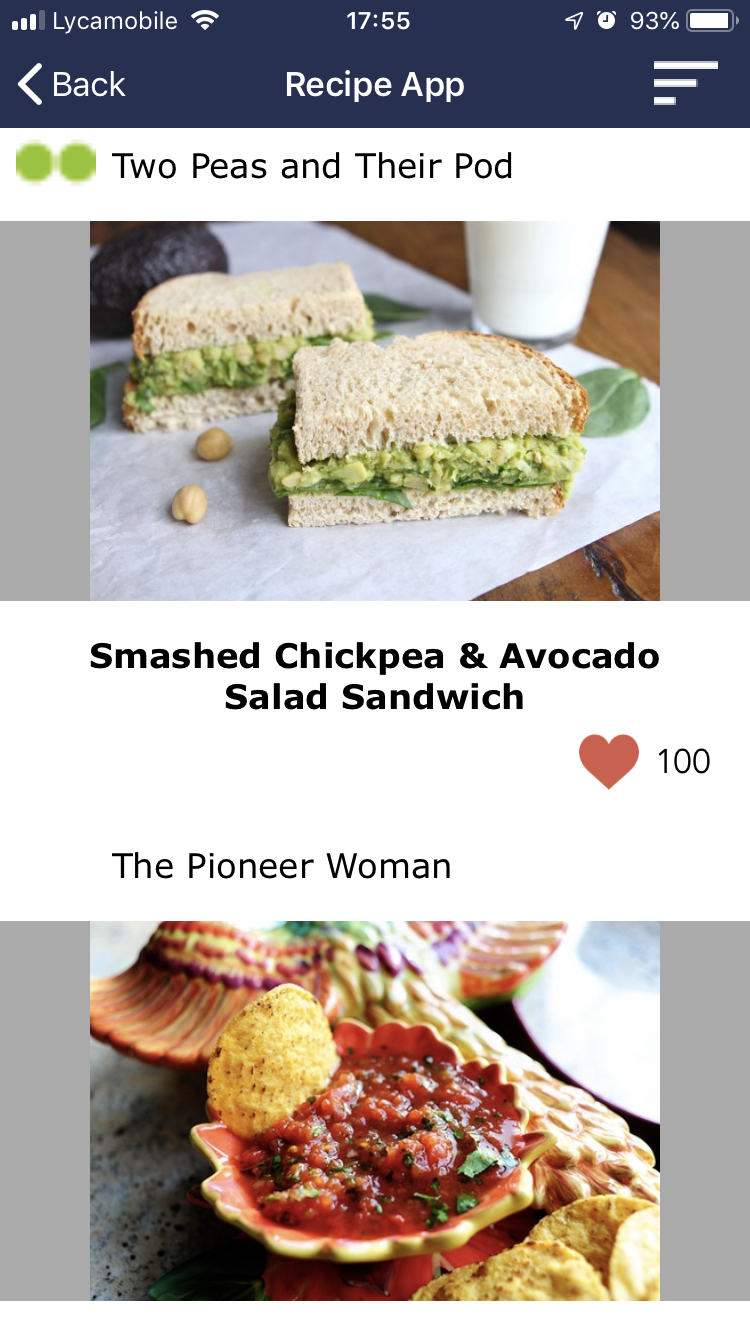 Lycamobile 17:55 93%
Back Recipe App
Two Peas and Their Pod
Smashed Chickpea & Avocado
Salad Sandwich
100
The Pioneer Woman